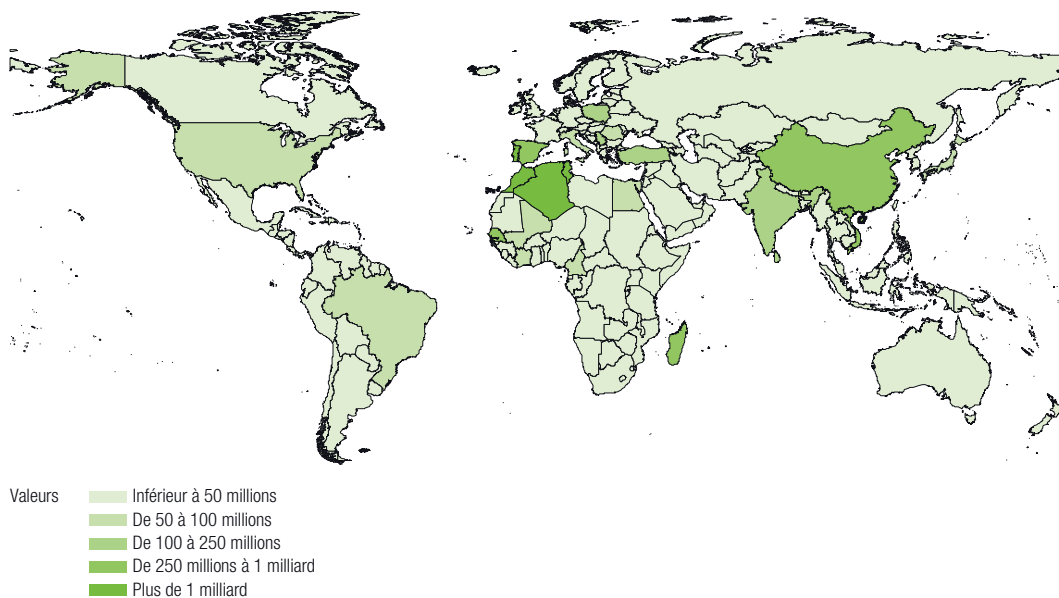 Valeurs Inférieur à 50 millions
De 50 à 100 millions
De 100 à 250 millions
De 250 millions à 1 milliard
Plus de 1 milliard